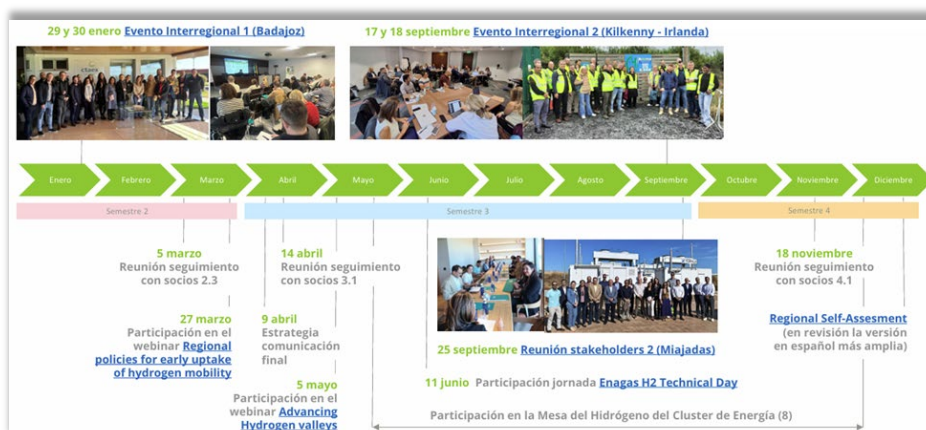 29 y 30 enero Evento Interregional 1 (Badajoz)
17 y 18 septiembre Evento Interregional 2 (Kilkenny - Irlanda)
Enero
Febrero
Marzo
Abril
Mayo
Junio
Julio
Agosto
Septiembre
Octubre
Noviembre
Diciembre
Semestre 2
Semestre 3
Semestre 4
5 marzo
Reunión seguimiento
con socios 2.3
14 abril
Reunión seguimiento
con socios 3.1
18 noviembre
Reunión seguimiento
con socios 4.1
27 marzo
Participación en el
webinar Regional
policies for early uptake
of hydrogen mobility
9 abril
Estrategia
comunicación
final
Regional Self-Assesment
(en revisión la versión
en español más amplia)
25 septiembre Reunión stakeholders 2 (Miajadas)
5 mayo
Participación en el
webinar Advancing
Hydrogen valleys
11 junio Participación jornada Enagas H2 Technical Day
Participación en la Mesa del Hidrógeno del Cluster de Energía (8)